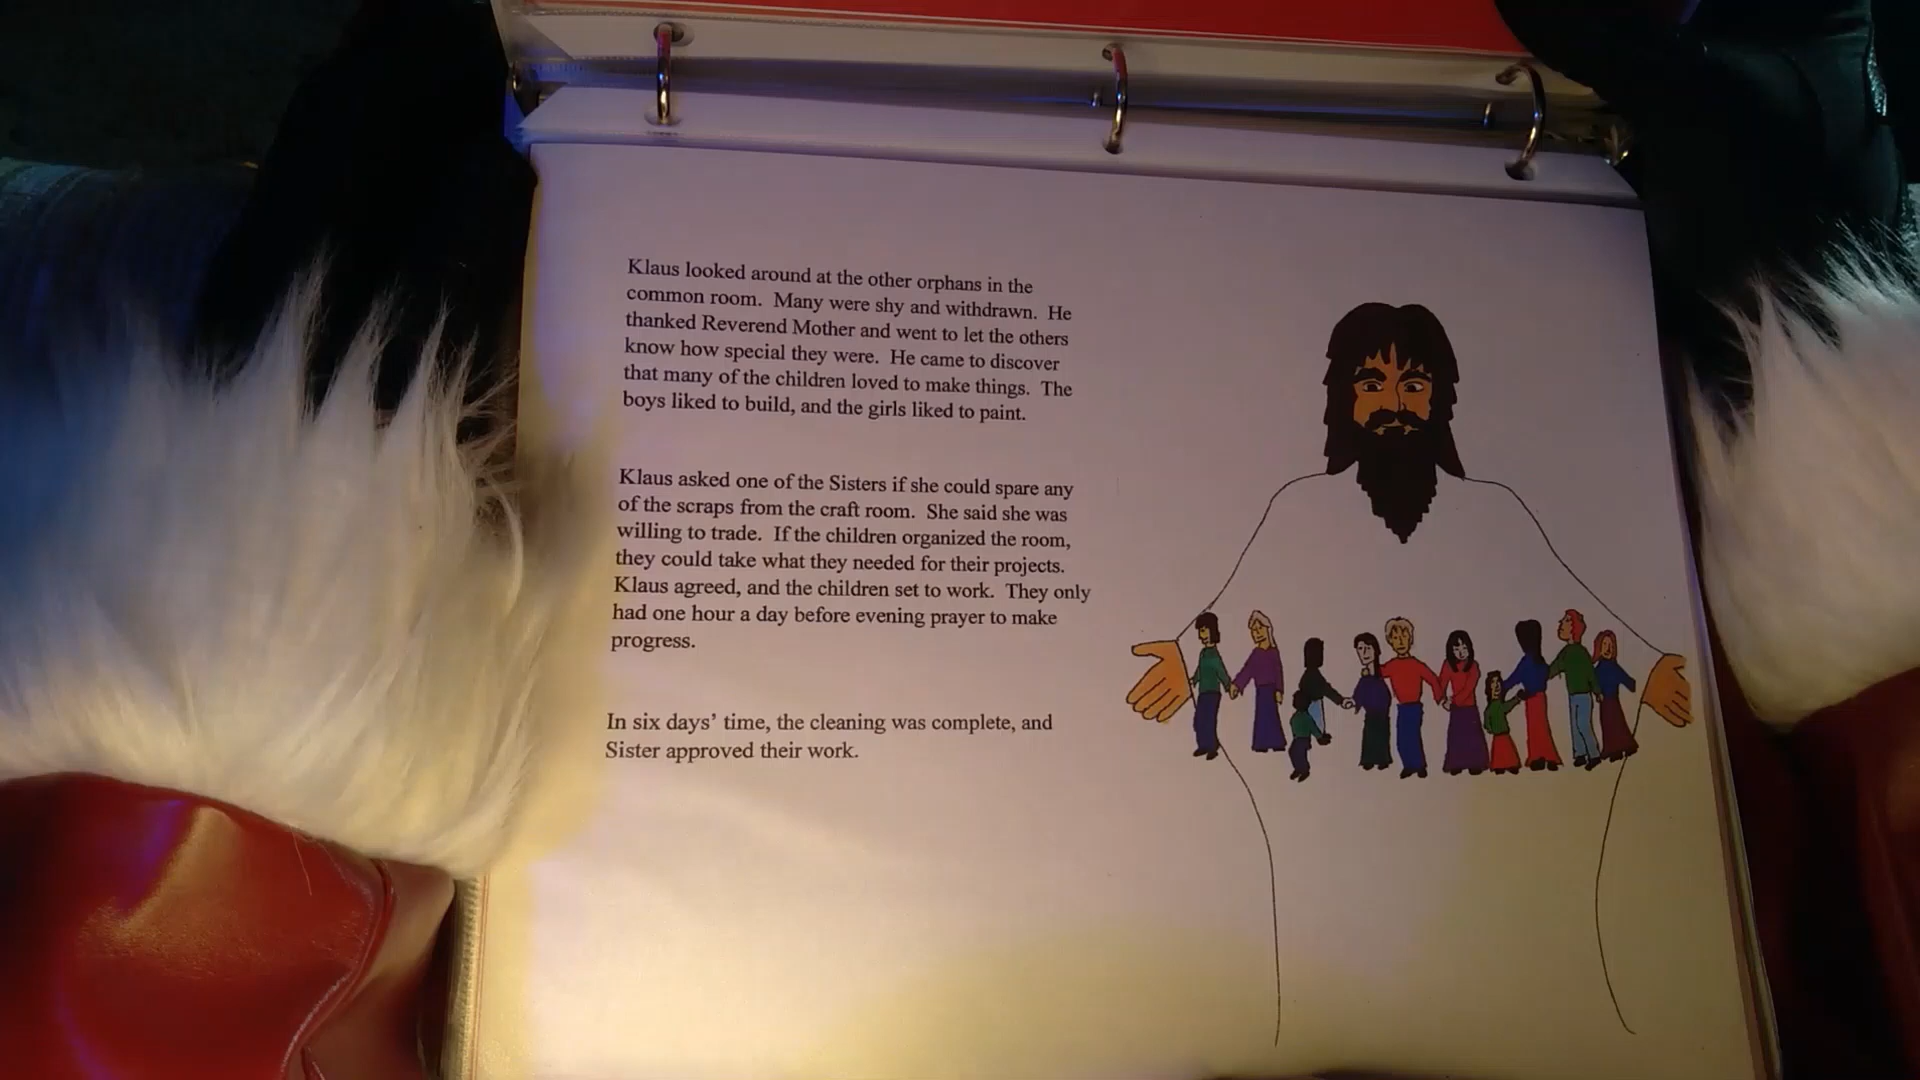 Klaus looked around at the other orphans in the
common room.  Many were shy and withdrawn.  He
thanked Reverend Mother and went to let the others
know how special they were.  He came to discover
that many of the children loved to make things.  The
boys liked to build, and the girls liked to paint.
Klaus asked one of the Sisters if she could spare any
of the scraps from the craft room.  She said she was
willing to trade.  If the children organized the room,
they could take what they needed for their projects.
Klaus agreed, and the children set to work.  They only
had one hour a day before evening prayer to make
progress.
In six days’ time, the cleaning was complete, and
Sister approved their work.